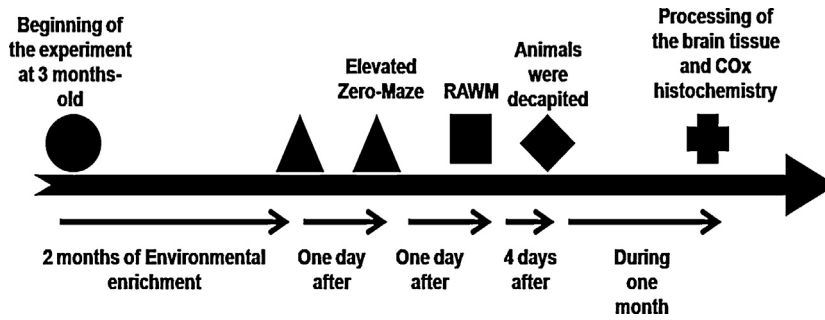 Beginning of
the experiment
at 3 months-
old
Elevated
Zero-Maze
RAWM
Animals
were
decapited
Processing of
the brain tissue
and COx
histochemistry
2 months of Environmental
enrichment
One day
after
One day
after
4 days
after
During
one
month